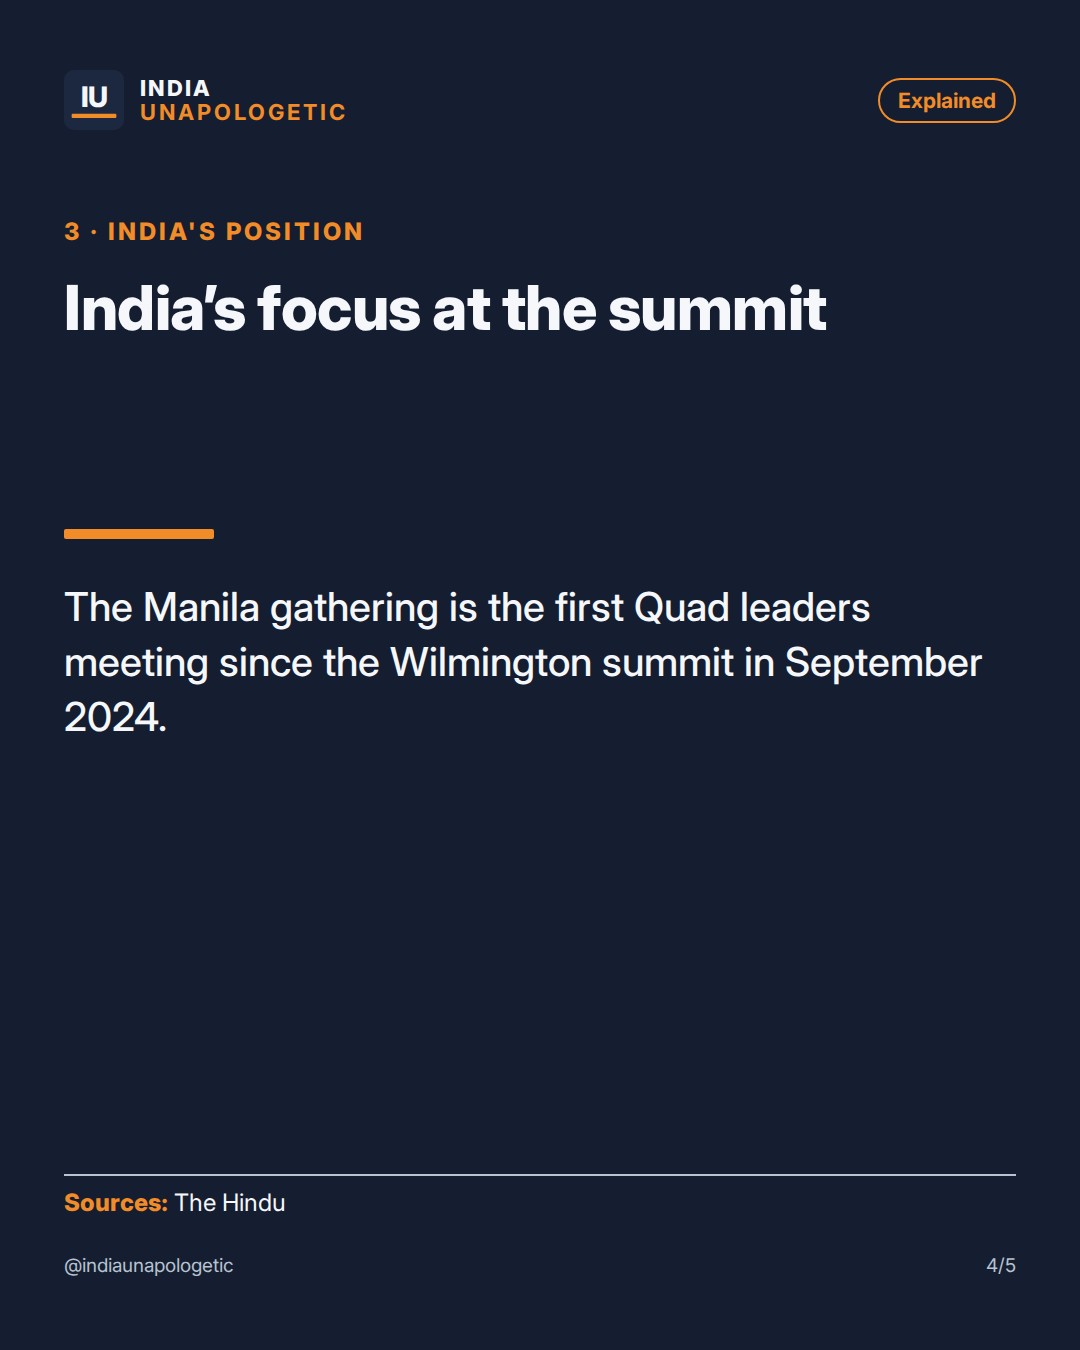 IU
INDIA
UNAPOLOGETIC
Explained
3 · INDIA'S POSITION
India’s focus at the summit
The Manila gathering is the first Quad leaders
meeting since the Wilmington summit in September
2024.
Sources: The Hindu
@indiaunapologetic
4/5